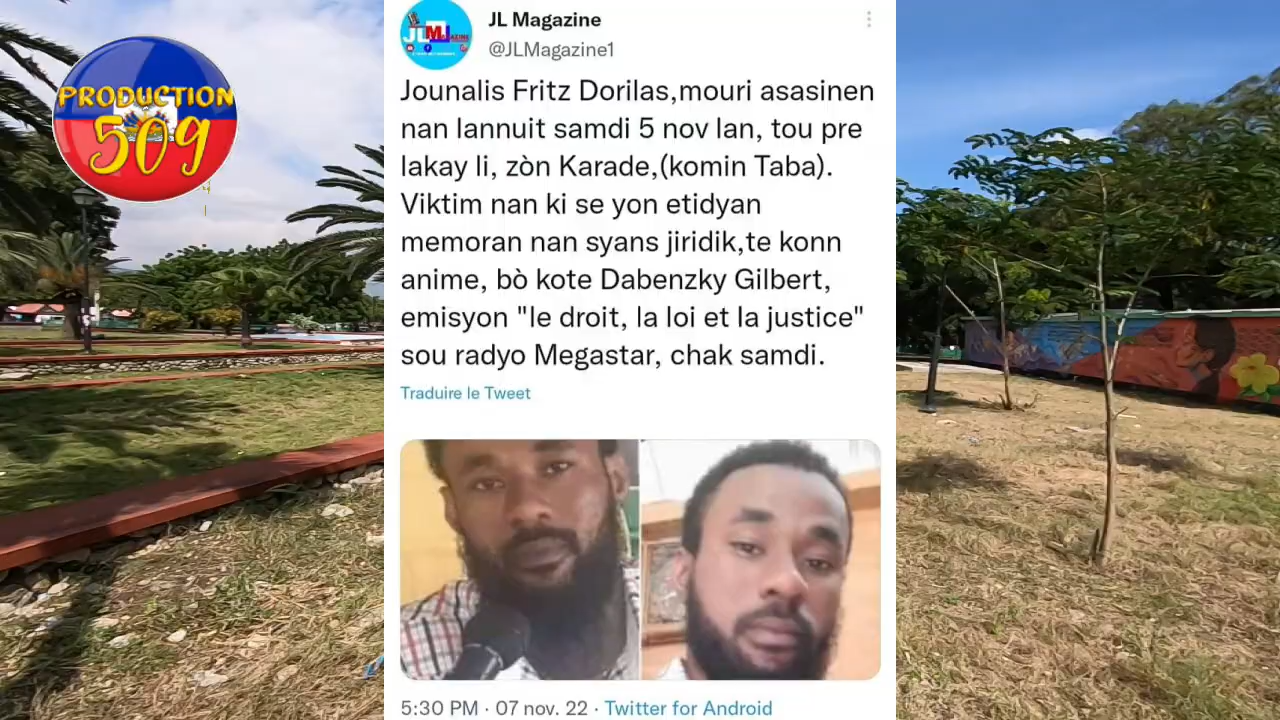 PRODUCTION
509
JL Magazine
@JLMagazine1
Jounalis Fritz Dorilas,mouri asasinen
nan lannuit samdi 5 nov lan, tou pre
lakay li, zòn Karade,(komin Taba).
Viktim nan ki se yon etidyan
memoran nan syans jiridik,te konn
anime, bò kote Dabenzky Gilbert,
emisyon "le droit, la loi et la justice"
sou radyo Megastar, chak samdi.
Traduire le Tweet
5:30 PM · 07 nov. 22 · Twitter for Android